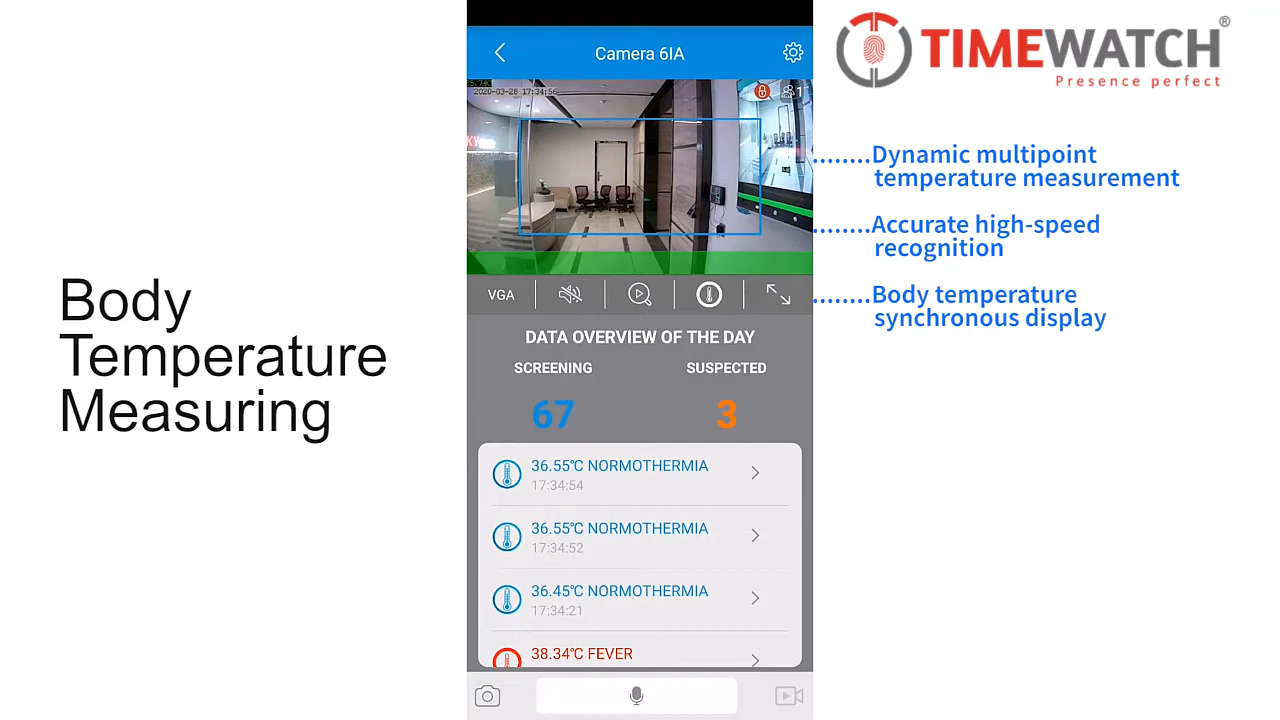 Body
Temperature
Measuring
Camera 6IA
2020-03-28 17:34:56
1
VGA
DATA OVERVIEW OF THE DAY
SCREENING
SUSPECTED
67
3
36.55℃ NORMOTHERMIA
17:34:54
36.55℃ NORMOTHERMIA
17:34:52
36.45℃ NORMOTHERMIA
17:34:21
38.34℃ FEVER
TIMEWATCH®
Presence perfect
........Dynamic multipoint
temperature measurement
........Accurate high-speed
recognition
........Body temperature
synchronous display